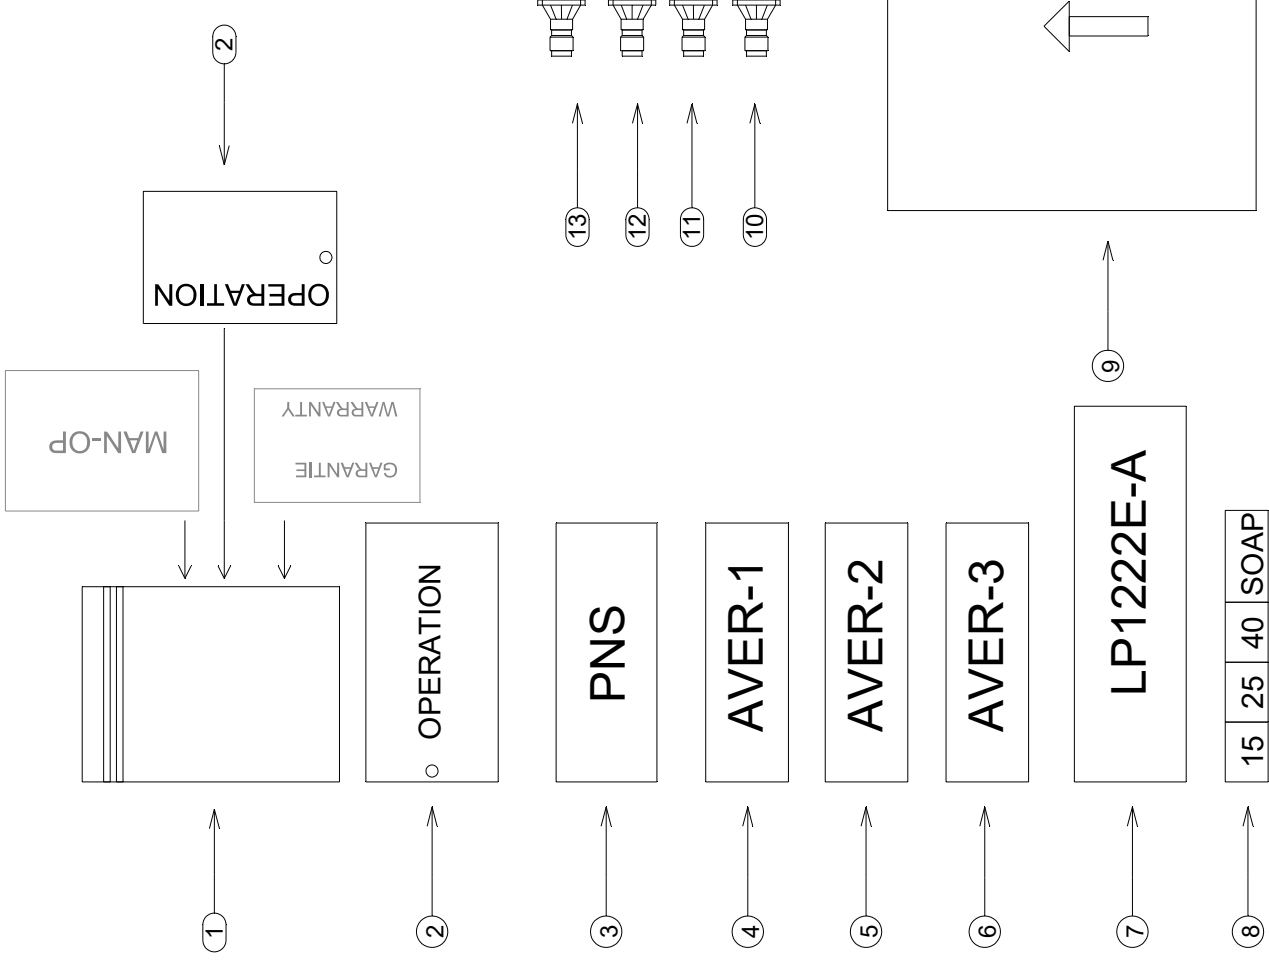 2
OPERATION
MAN-OP
WARRANTY
GARANTIE
1
OPERATION
2
PNS
3
AVER-1
4
AVER-2
5
AVER-3
6
LP1222E-A
7
15 25 40 SOAP
8
13
12
11
10
9